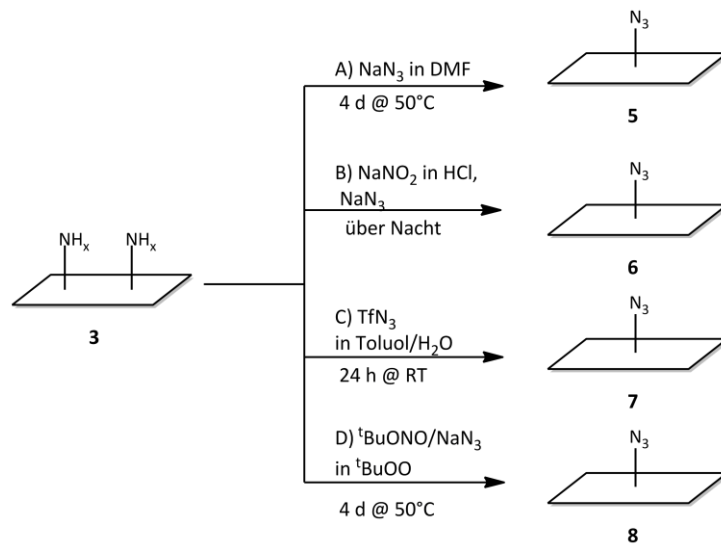 NHₓ NHₓ
3
A) NaN₃ in DMF
4 d @ 50°C
N₃
5
B) NaNO₂ in HCl,
NaN₃
über Nacht
N₃
6
C) TfN₃
in Toluol/H₂O
24 h @ RT
N₃
7
D) ᵗBuONO/NaN₃
in ᵗBuOO
4 d @ 50°C
N₃
8